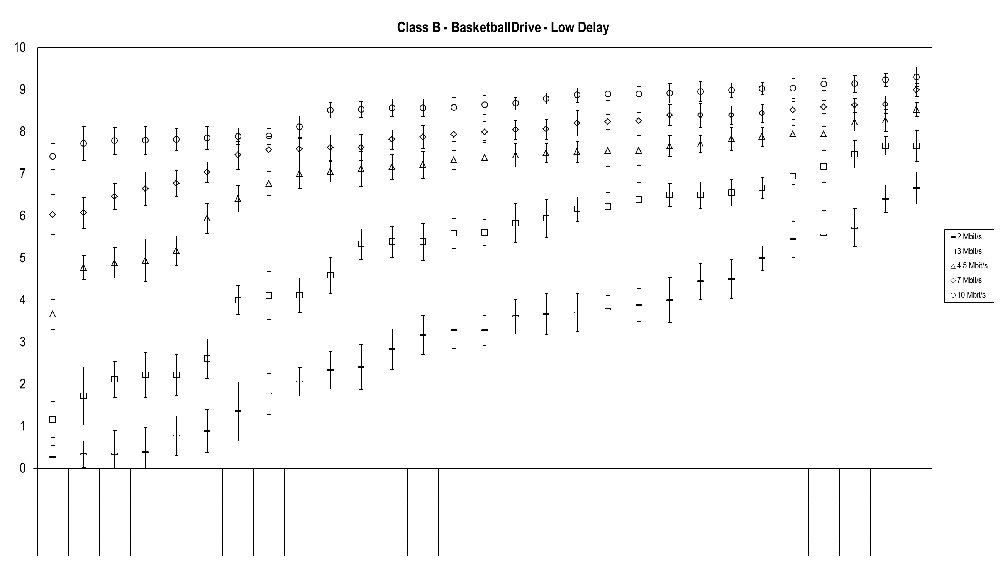 Class B - BasketballDrive - Low Delay
10
9
8
7
6
5
4
3
2
1
0
2 Mbit/s
3 Mbit/s
4.5 Mbit/s
7 Mbit/s
10 Mbit/s